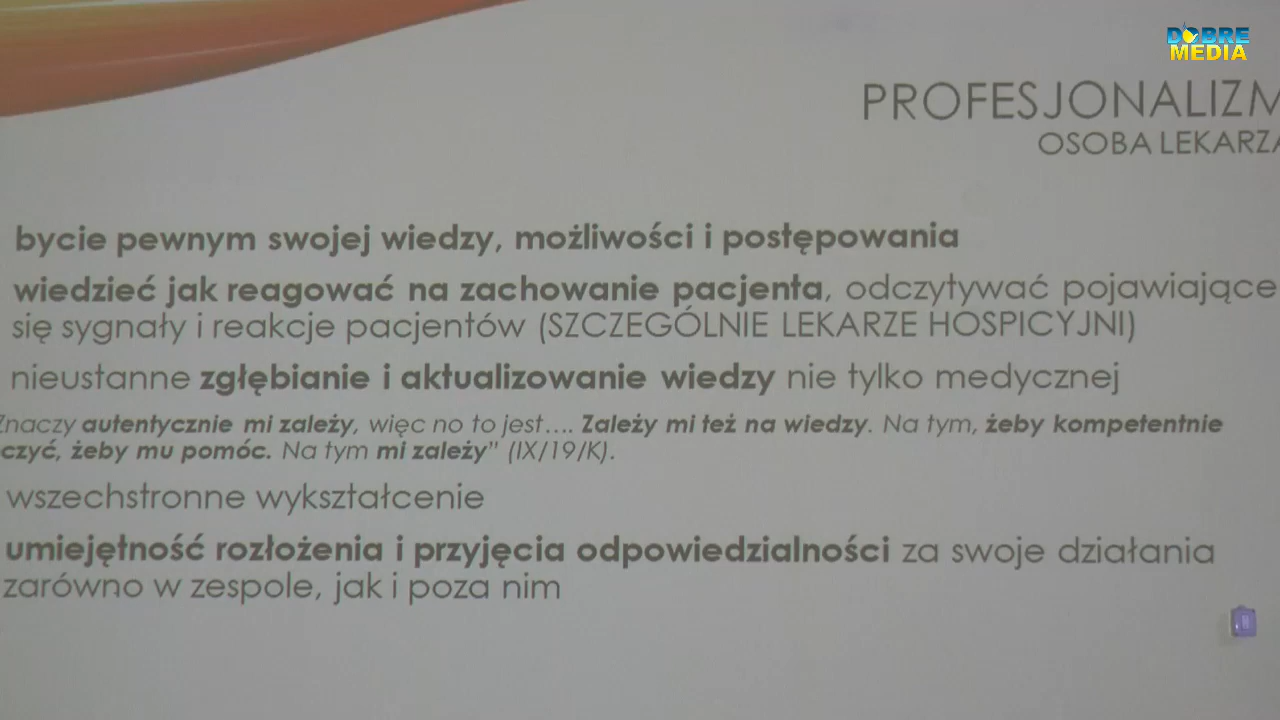 DOBRE
MEDIA
PROFESJONALIZM
OSOBA LEKARZA
bycie pewnym swojej wiedzy, możliwości i postępowania
wiedzieć jak reagować na zachowanie pacjenta, odczytywać pojawiające
się sygnały i reakcje pacjentów (SZCZEGÓLNIE LEKARZE HOSPICYJNI)
nieustanne zgłębianie i aktualizowanie wiedzy nie tylko medycznej
Znaczy autentycznie mi zależy, więc no to jest.... Zależy mi też na wiedzy. Na tym, żeby kompetentnie
czyć, żeby mu pomóc. Na tym mi zależy" (IX/19/K).
wszechstronne wykształcenie
umiejętność rozłożenia i przyjęcia odpowiedzialności za swoje działania
zarówno w zespole, jak i poza nim